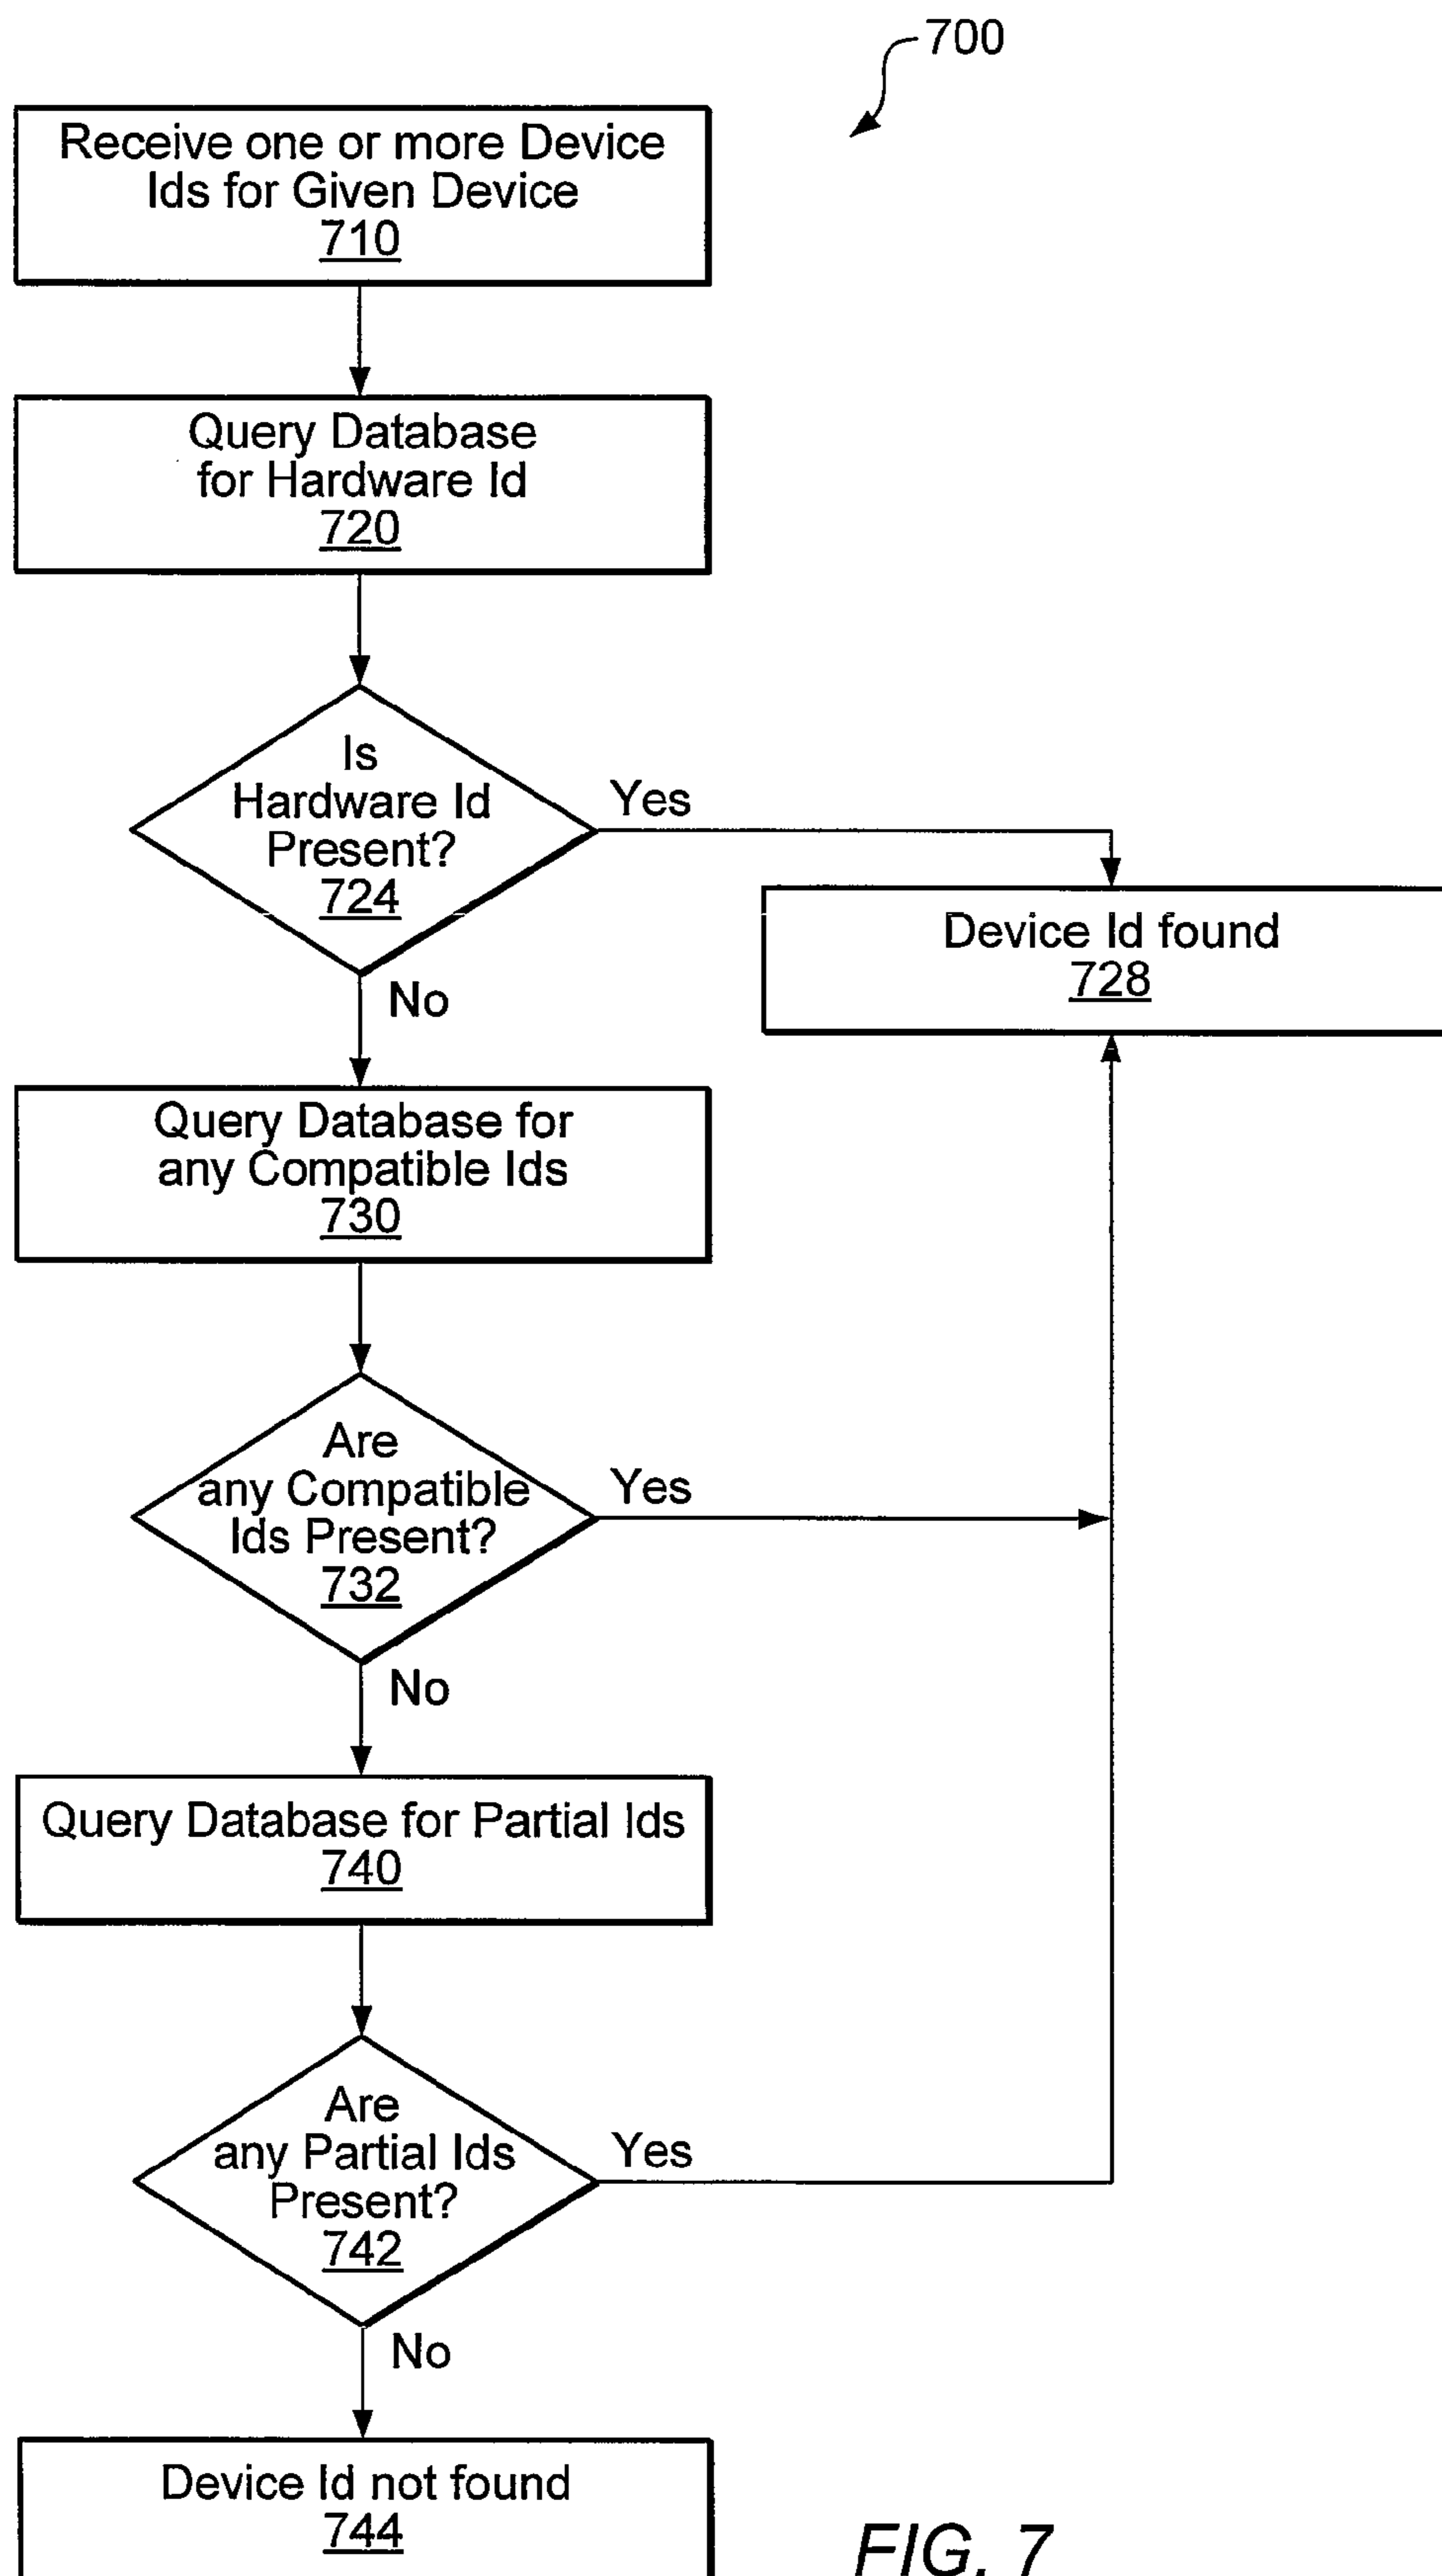 700
Receive one or more Device
Ids for Given Device
710
Query Database
for Hardware Id
720
Is
Hardware Id
Present?
724
Yes
No
Device Id found
728
Query Database for
any Compatible Ids
730
Are
any Compatible
Ids Present?
732
Yes
No
Query Database for Partial Ids
740
Are
any Partial Ids
Present?
742
Yes
No
Device Id not found
744
FIG. 7